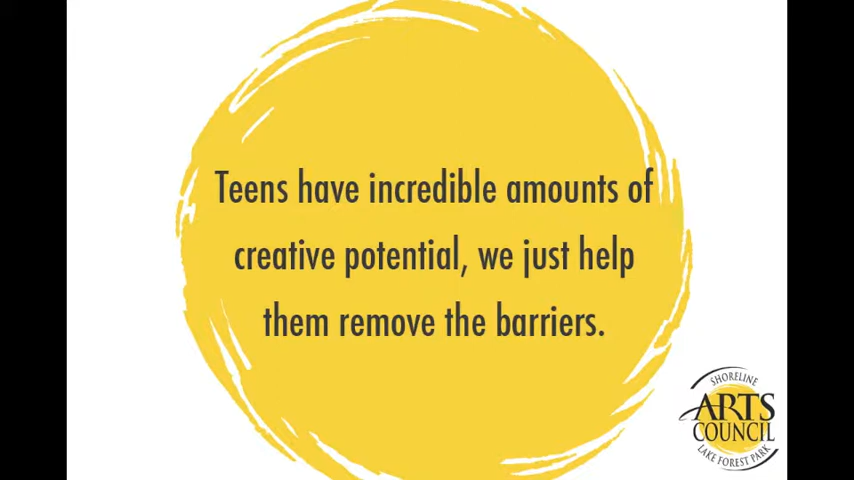 Teens have incredible amounts of
creative potential, we just help
them remove the barriers.
SHORELINE
ARTS
COUNCIL
LAKE FOREST PARK